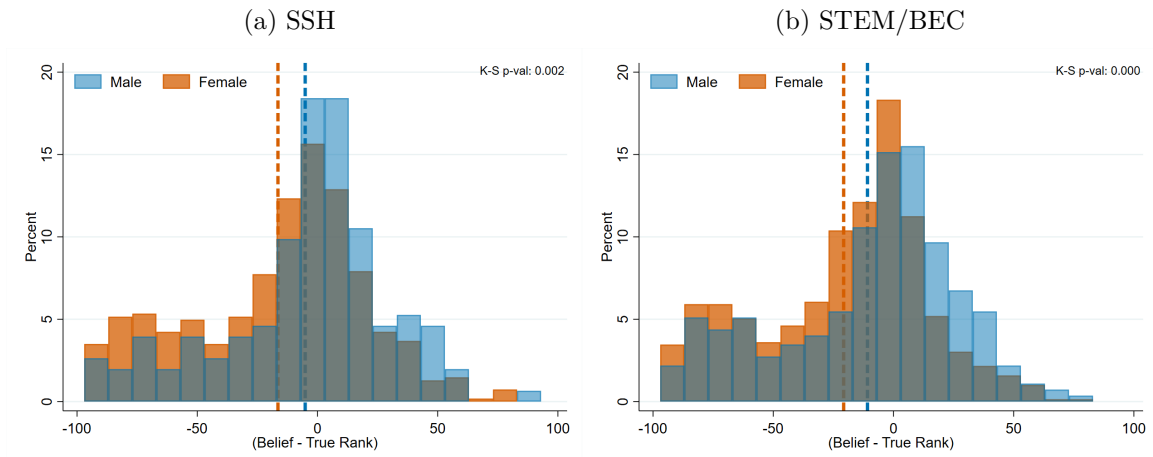 (a) SSH
K-S p-val: 0.002
Male Female
20
15
10
5
0
Percent
-100 -50 0 50 100
(Belief - True Rank)
(b) STEM/BEC
K-S p-val: 0.000
Male Female
20
15
10
5
0
Percent
-100 -50 0 50 100
(Belief - True Rank)